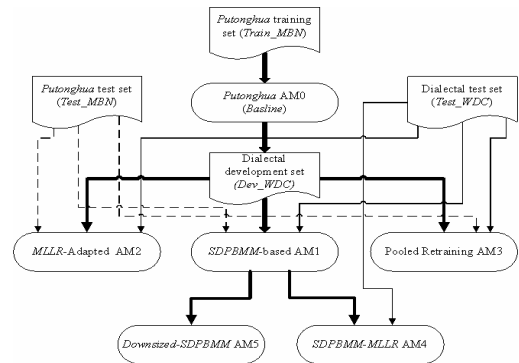 Putonghua training
set (Train_MBN)
Putonghua test set
(Test_MBN)
Dialectal test set
(Test_WDC)
Putonghua AM0
(Basline)
Dialectal
development set
(Dev_WDC)
MLLR-Adapted AM2
SDPBMM-based AM1
Pooled Retraining AM3
Downsized-SDPBMM AM5
SDPBMM-MLLR AM4